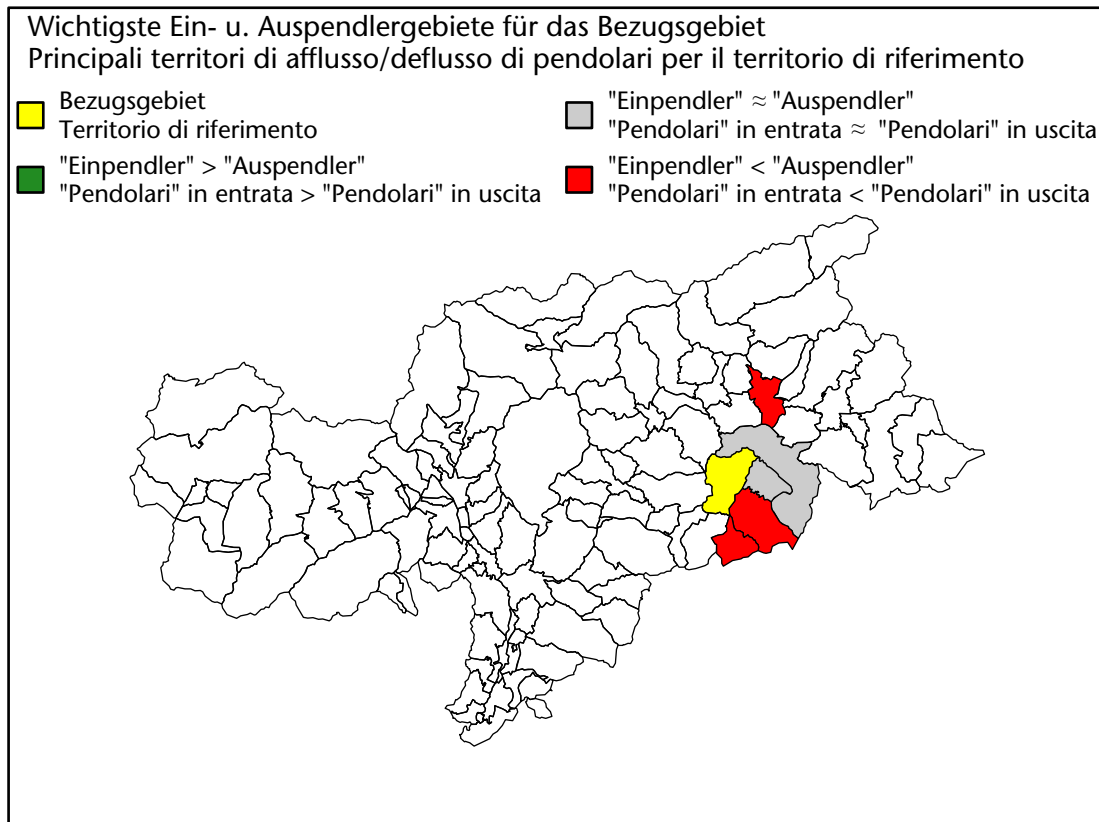 Wichtigste Ein- u. Auspendlergebiete für das Bezugsgebiet
Principali territori di afflusso/deflusso di pendolari per il territorio di riferimento
Bezugsgebiet
Territorio di riferimento
"Einpendler" > "Auspendler"
"Pendolari" in entrata > "Pendolari" in uscita
"Einpendler" ≈ "Auspendler"
"Pendolari" in entrata ≈ "Pendolari" in uscita
"Einpendler" < "Auspendler"
"Pendolari" in entrata < "Pendolari" in uscita